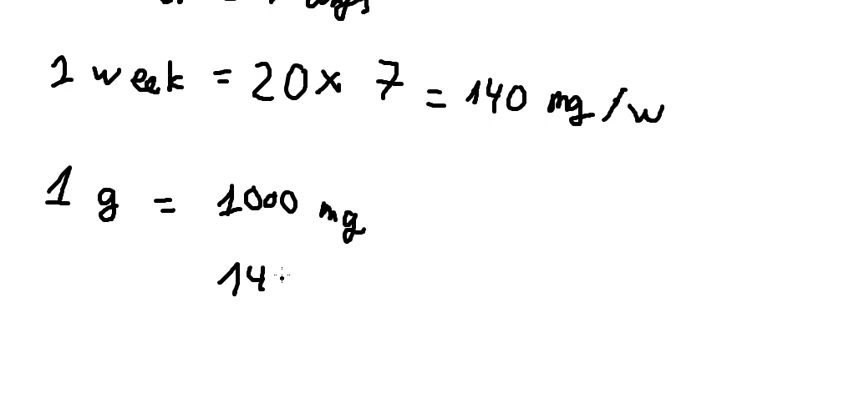 1 week = 20 x 7 = 140 mg/w
1 g = 1000 mg
14